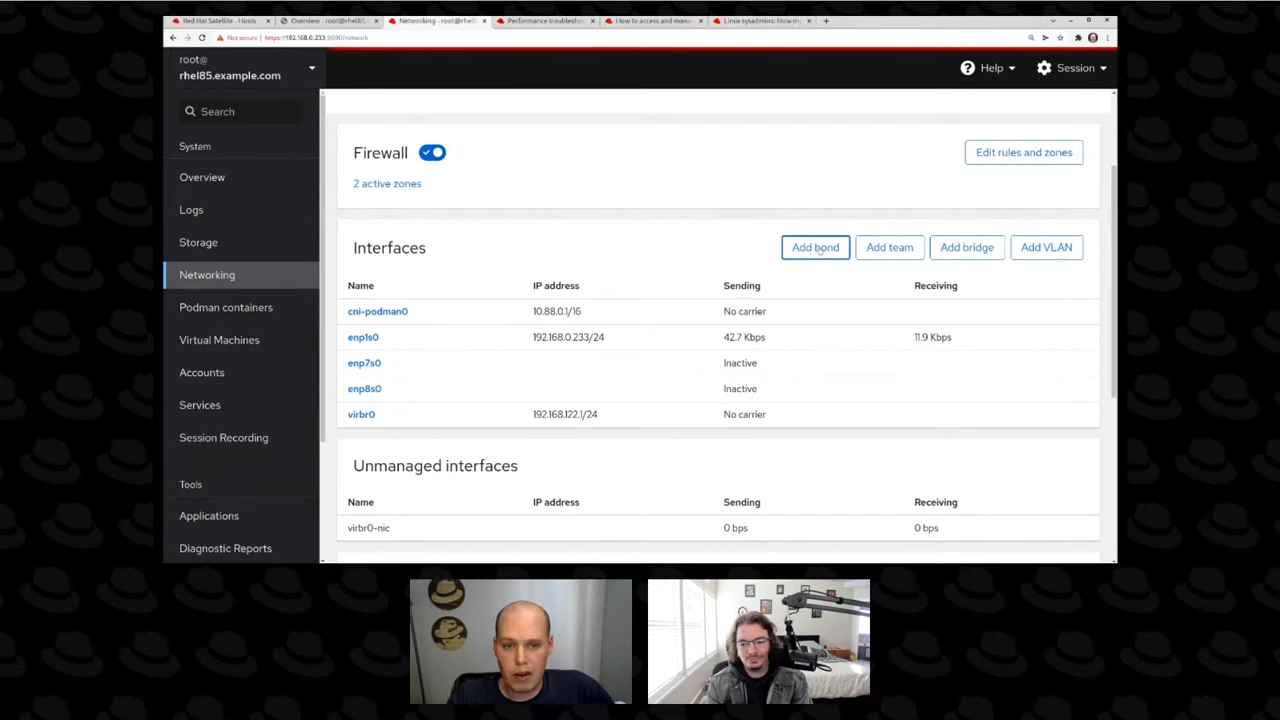 Red Hat Satellite - Hosts
Overview - root@rhel85.
Networking - root@rhel8
Performance troublesho
How to access and mana
Linux sysadmins: How m
Not secure | https://192.168.0.233:9090/network
root@
rhel85.example.com
Help
Session
Search
System
Overview
Logs
Storage
Networking
Podman containers
Virtual Machines
Accounts
Services
Session Recording
Tools
Applications
Diagnostic Reports
Firewall
Edit rules and zones
2 active zones
Interfaces
Add bond
Add team
Add bridge
Add VLAN
Name IP address Sending Receiving
cni-podman0 10.88.0.1/16 No carrier
enp1s0 192.168.0.233/24 42.7 Kbps 11.9 Kbps
enp7s0 Inactive
enp8s0 Inactive
virbr0 192.168.122.1/24 No carrier
Unmanaged interfaces
Name IP address Sending Receiving
virbr0-nic 0 bps 0 bps